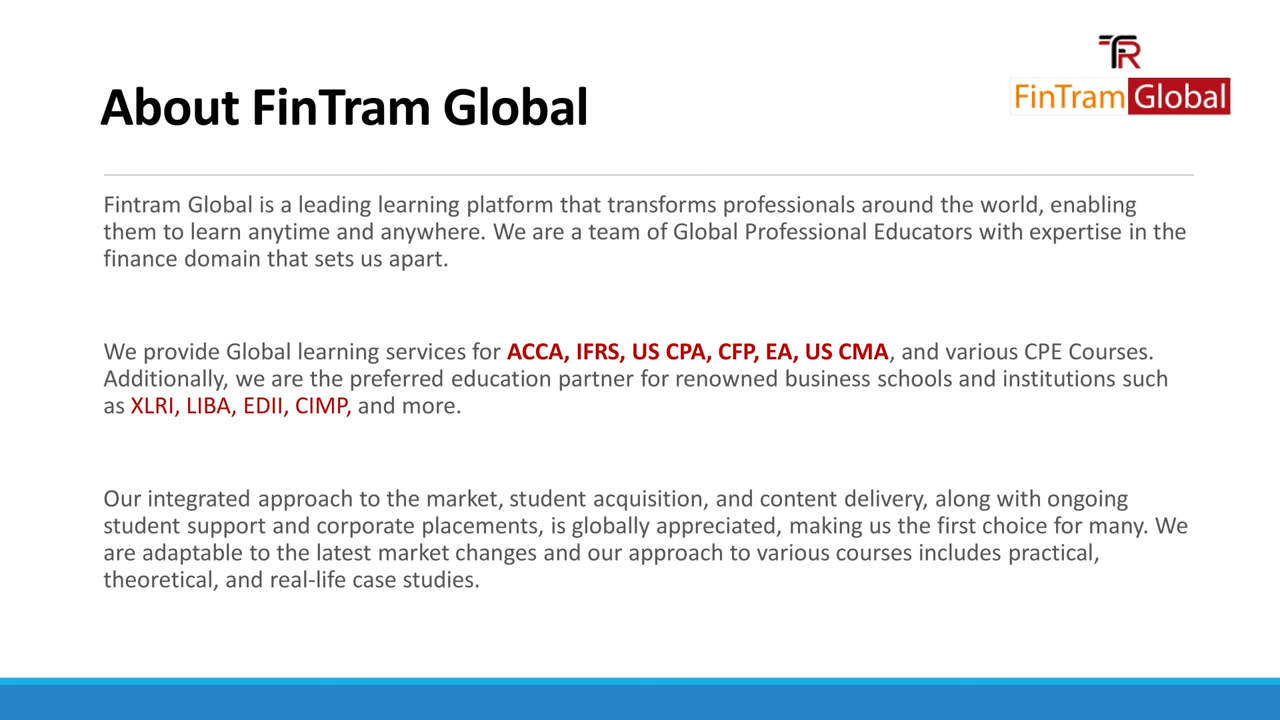 TR
FinTram Global
About FinTram Global
Fintram Global is a leading learning platform that transforms professionals around the world, enabling
them to learn anytime and anywhere. We are a team of Global Professional Educators with expertise in the
finance domain that sets us apart.
We provide Global learning services for ACCA, IFRS, US CPA, CFP, EA, US CMA, and various CPE Courses.
Additionally, we are the preferred education partner for renowned business schools and institutions such
as XLRI, LIBA, EDII, CIMP, and more.
Our integrated approach to the market, student acquisition, and content delivery, along with ongoing
student support and corporate placements, is globally appreciated, making us the first choice for many. We
are adaptable to the latest market changes and our approach to various courses includes practical,
theoretical, and real-life case studies.